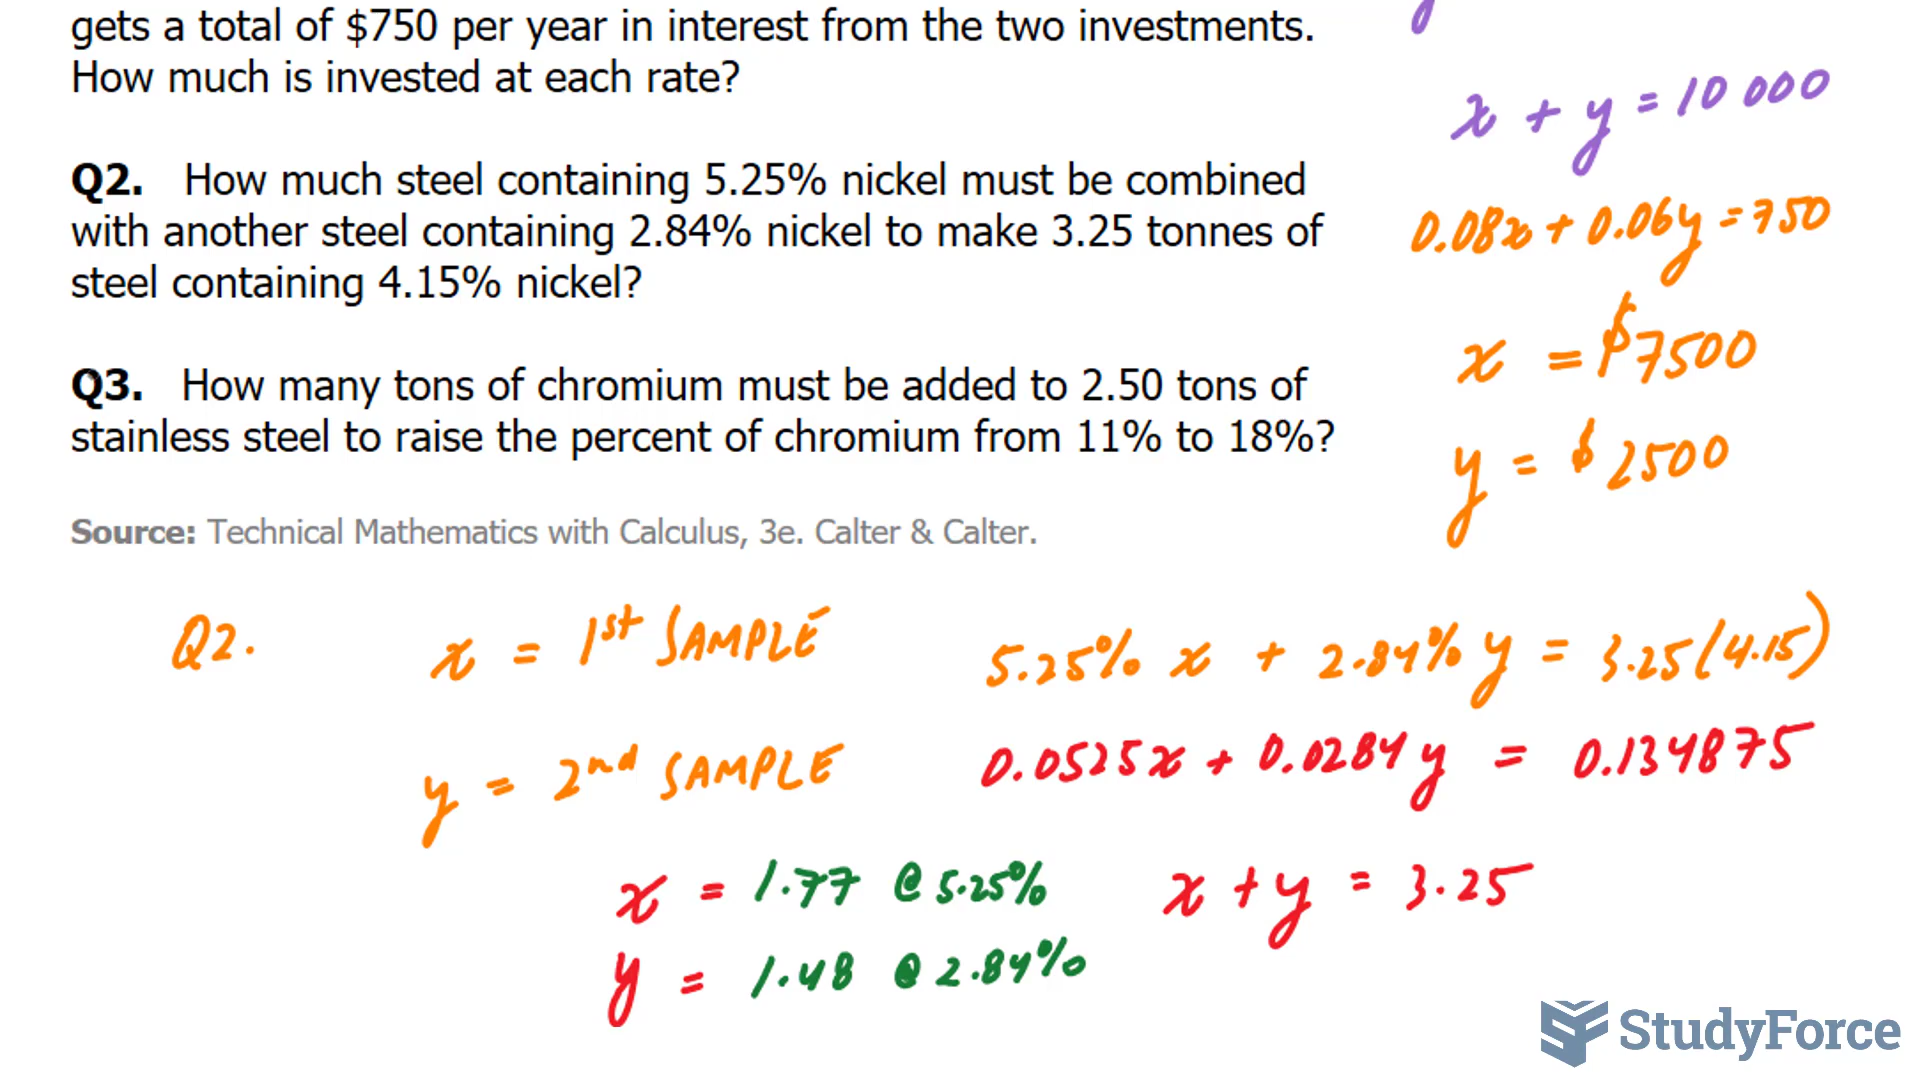 gets a total of $750 per year in interest from the two investments.
How much is invested at each rate?
Q2. How much steel containing 5.25% nickel must be combined
with another steel containing 2.84% nickel to make 3.25 tonnes of
steel containing 4.15% nickel?
Q3. How many tons of chromium must be added to 2.50 tons of
stainless steel to raise the percent of chromium from 11% to 18%?
Source: Technical Mathematics with Calculus, 3e. Calter & Calter.
x + y = 10 000
0.08x + 0.06y = 750
x = $7500
y = $2500
Q2.
x = 1st SAMPLE
y = 2nd SAMPLE
5.25% x + 2.84% y = 3.25(4.15)
0.0525x + 0.0284y = 0.134875
x + y = 3.25
x = 1.77 @ 5.25%
y = 1.48 @ 2.84%
StudyForce